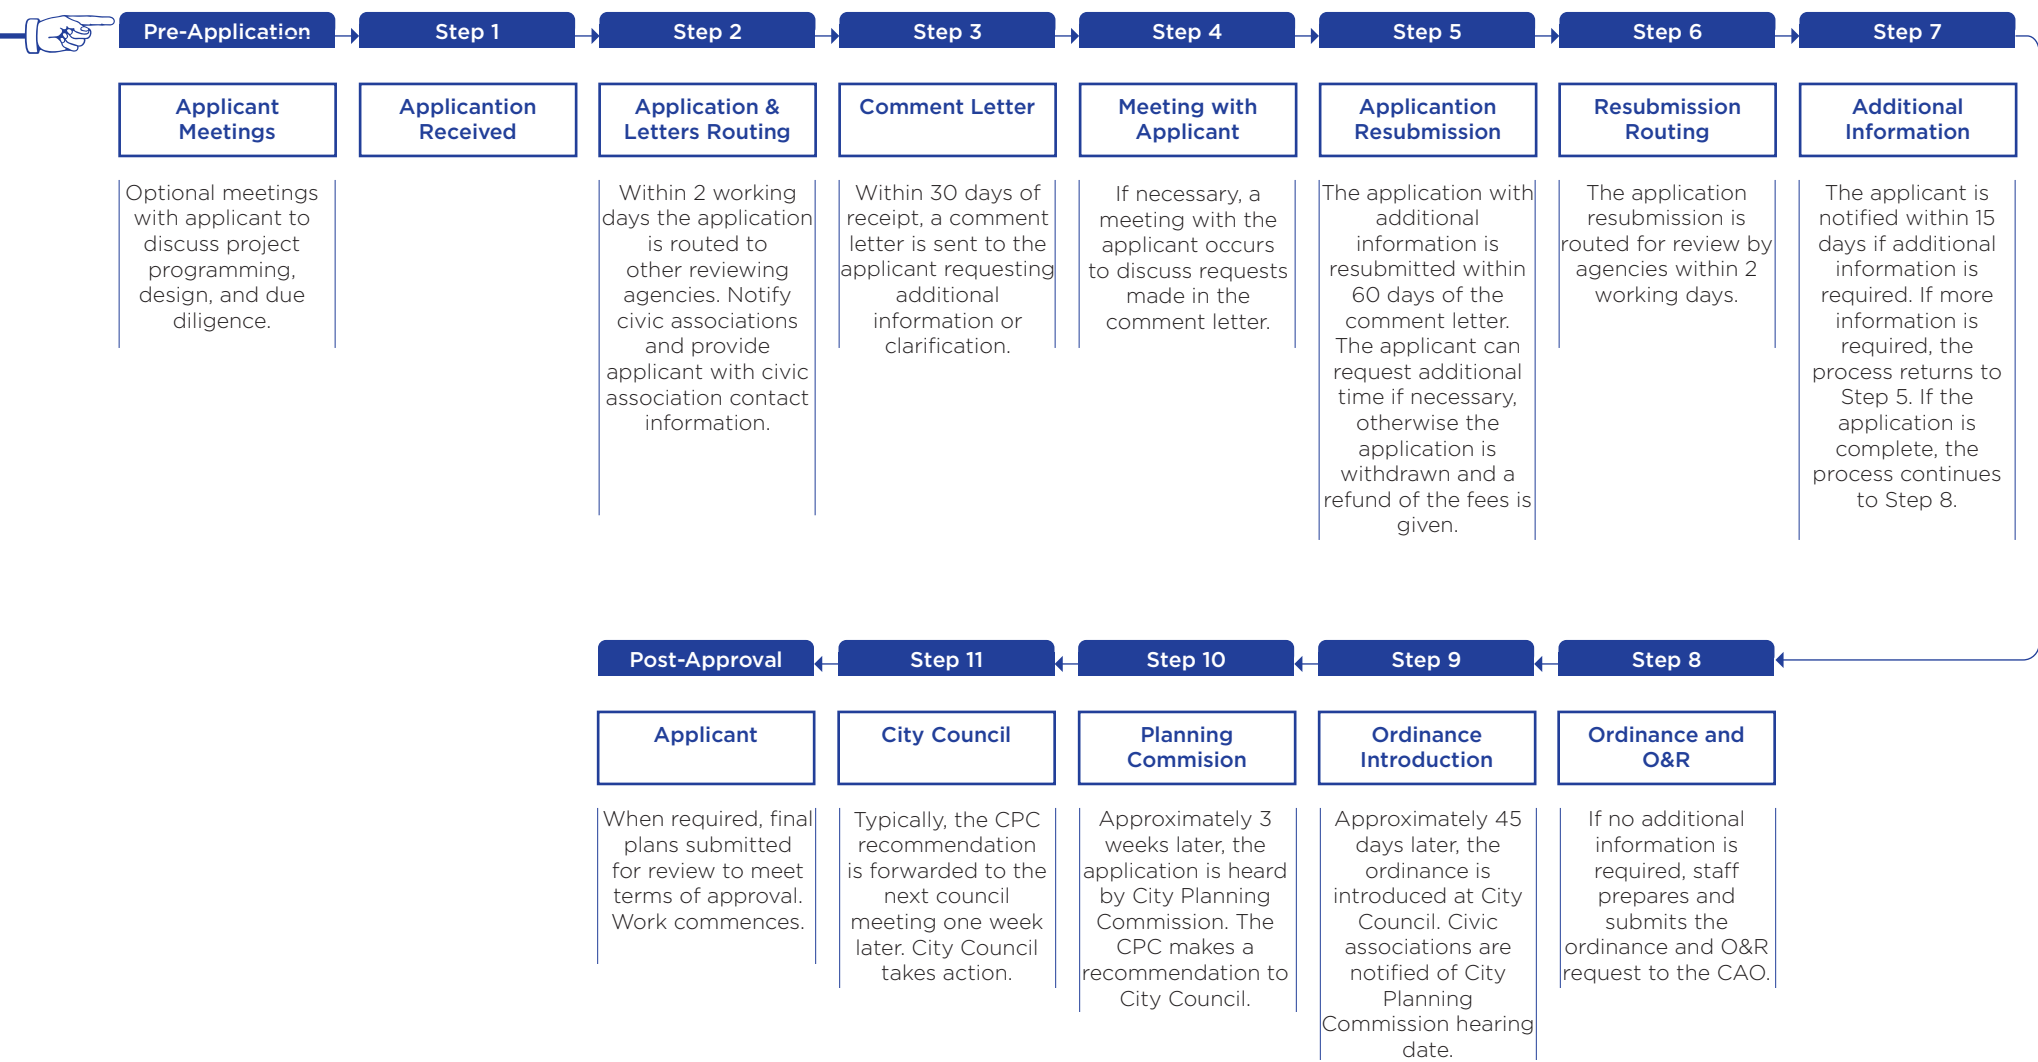 Pre-Application
Applicant
Meetings
Optional meetings
with applicant to
discuss project
programming,
design, and due
diligence.
Step 1
Applicantion
Received
Step 2
Application &
Letters Routing
Within 2 working
days the application
is routed to
other reviewing
agencies. Notify
civic associations
and provide
applicant with civic
association contact
information.
Step 3
Comment Letter
Within 30 days of
receipt, a comment
letter is sent to the
applicant requesting
additional
information or
clarification.
Step 4
Meeting with
Applicant
If necessary, a
meeting with the
applicant occurs
to discuss requests
made in the
comment letter.
Step 5
Applicantion
Resubmission
The application with
additional
information is
resubmitted within
60 days of the
comment letter.
The applicant can
request additional
time if necessary,
otherwise the
application is
withdrawn and a
refund of the fees is
given.
Step 6
Resubmission
Routing
The application
resubmission is
routed for review by
agencies within 2
working days.
Step 7
Additional
Information
The applicant is
notified within 15
days if additional
information is
required. If more
information is
required, the
process returns to
Step 5. If the
application is
complete, the
process continues
to Step 8.
Step 8
Ordinance and
O&R
If no additional
information is
required, staff
prepares and
submits the
ordinance and O&R
request to the CAO.
Step 9
Ordinance
Introduction
Approximately 45
days later, the
ordinance is
introduced at City
Council. Civic
associations are
notified of City
Planning
Commission hearing
date.
Step 10
Planning
Commision
Approximately 3
weeks later, the
application is heard
by City Planning
Commission. The
CPC makes a
recommendation to
City Council.
Step 11
City Council
Typically, the CPC
recommendation
is forwarded to the
next council
meeting one week
later. City Council
takes action.
Post-Approval
Applicant
When required, final
plans submitted
for review to meet
terms of approval.
Work commences.